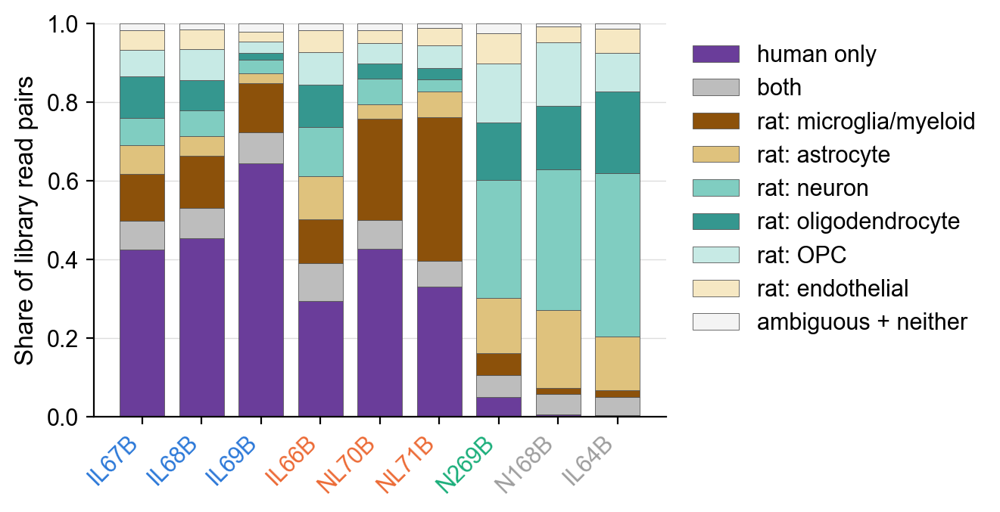 Share of library read pairs
1.0
0.8
0.6
0.4
0.2
0.0
IL67B
IL68B
IL69B
IL66B
NL70B
NL71B
N269B
N168B
IL64B
human only
both
rat: microglia/myeloid
rat: astrocyte
rat: neuron
rat: oligodendrocyte
rat: OPC
rat: endothelial
ambiguous + neither